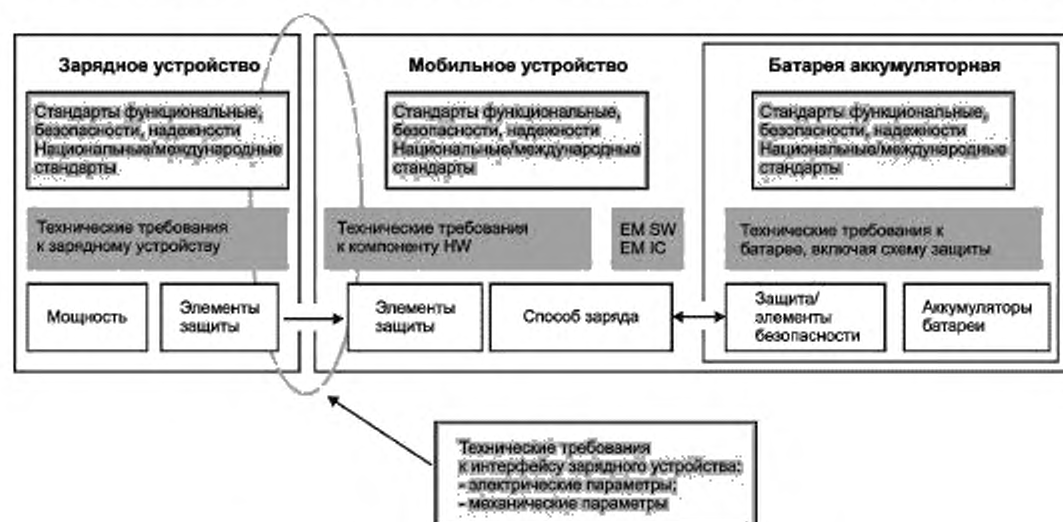 Зарядное устройство
Стандарты функциональные,
безопасности, надежности
Национальные/международные
стандарты
Технические требования
к зарядному устройству
Мощность
Элементы
защиты
Мобильное устройство
Стандарты функциональные,
безопасности, надежности
Национальные/международные
стандарты
Технические требования
к компоненту HW
EM SW
EM IC
Элементы
защиты
Способ заряда
Батарея аккумуляторная
Стандарты функциональные,
безопасности, надежности
Национальные/международные
стандарты
Технические требования к
батарее, включая схему защиты
Защита/
элементы
безопасности
Аккумуляторы
батареи
Технические требования
к интерфейсу зарядного устройства:
- электрические параметры;
- механические параметры